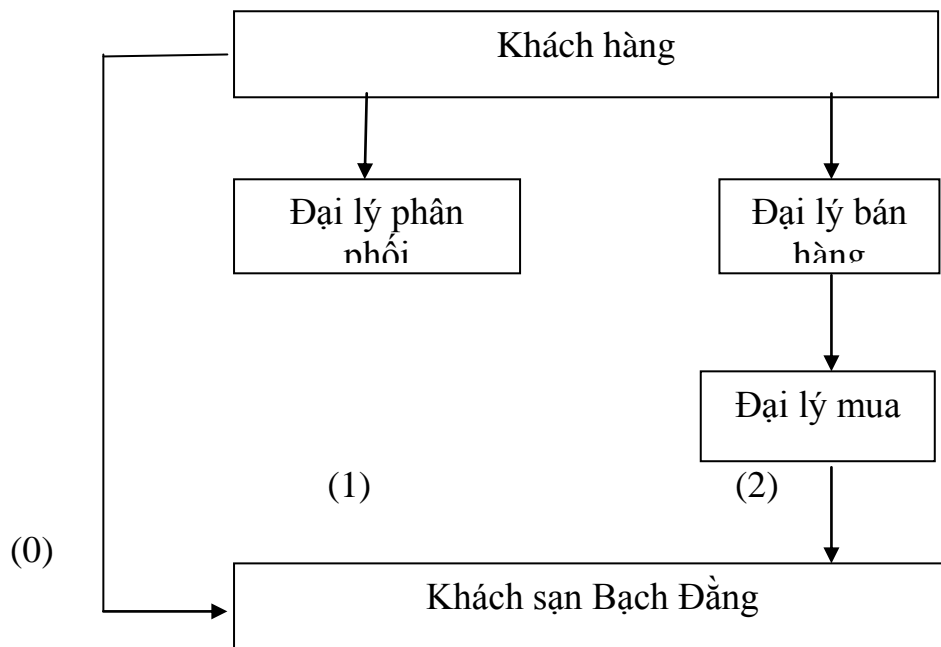 Khách hàng
Đại lý phân
phối
Đại lý bán
hàng
Đại lý mua
(1)
(2)
(0)
Khách sạn Bạch Đằng